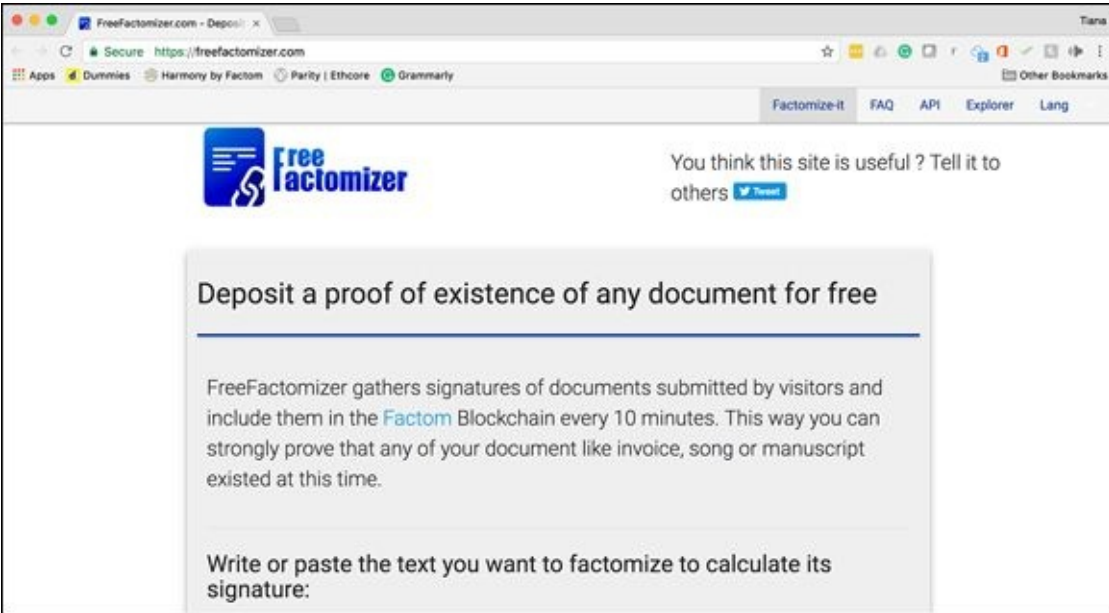 FreeFactomizer.com - Deposi
Tiana
Secure https://freefactomizer.com
Apps Dummies Harmony by Factom Parity | Ethcore Grammarly Other Bookmarks
Factomize-it FAQ API Explorer Lang
Free
Factomizer
You think this site is useful ? Tell it to
others Tweet
Deposit a proof of existence of any document for free
FreeFactomizer gathers signatures of documents submitted by visitors and
include them in the Factom Blockchain every 10 minutes. This way you can
strongly prove that any of your document like invoice, song or manuscript
existed at this time.
Write or paste the text you want to factomize to calculate its
signature: